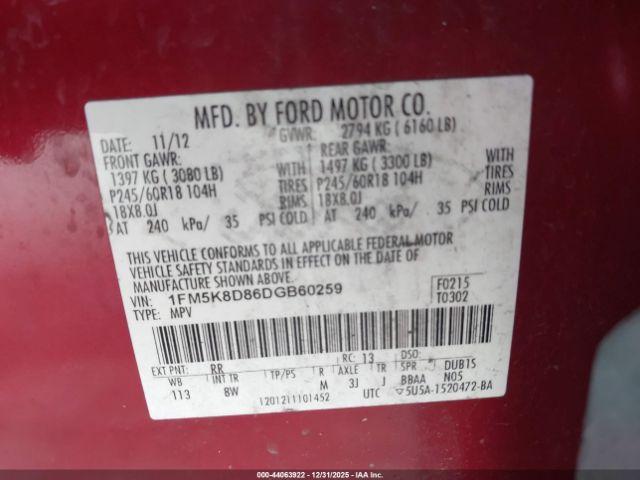 MFD. BY FORD MOTOR CO.
DATE: 11/12 GVWR: 2794 KG ( 6160 LB)
FRONT GAWR: REAR GAWR:
1397 KG ( 3080 LB) WITH 1497 KG ( 3300 LB) WITH
P245/60R18 104H TIRES P245/60R18 104H TIRES
18X8.0J RIMS 18X8.0J RIMS
AT 240 kPa/ 35 PSI COLD AT 240 kPa/ 35 PSI COLD
THIS VEHICLE CONFORMS TO ALL APPLICABLE FEDERAL MOTOR
VEHICLE SAFETY STANDARDS IN EFFECT ON THE DATE OF
MANUFACTURE SHOWN ABOVE.
VIN: 1FM5K8D86DGB60259 F0215
TYPE: MPV T0302
EXT PNT: RR RC: 13 DSO:
WB INT TR TP/PS R AXLE TR SPR DUB1S
113 8W M 3J J BBAA N05
1201211101452 UTC 5U5A-1520472-BA
000-44063922 - 12/31/2025 - IAAI.com